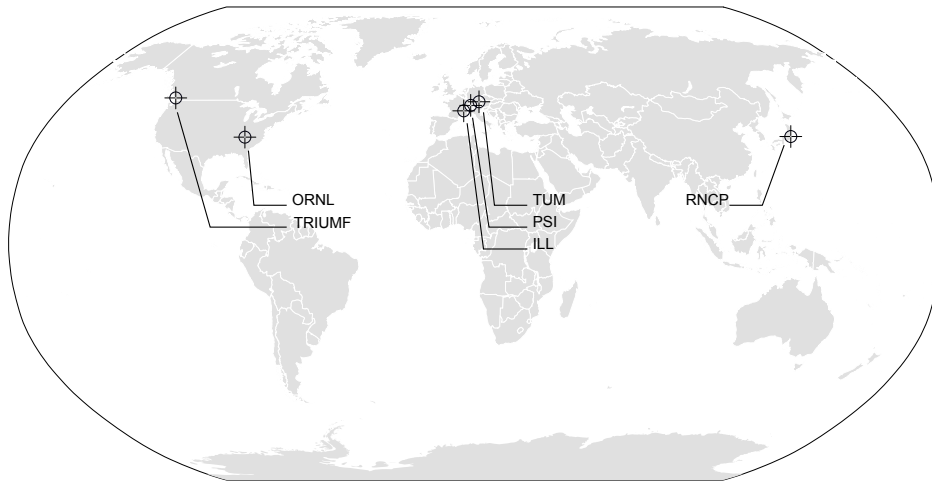 ORNL
TRIUMF
TUM
PSI
ILL
RNCP